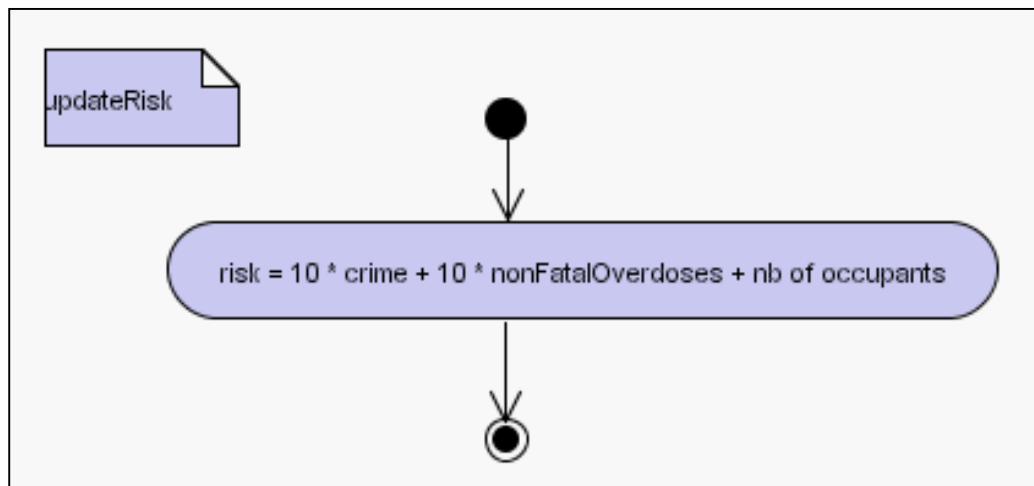 updateRisk
risk = 10 * crime + 10 * nonFatalOverdoses + nb of occupants